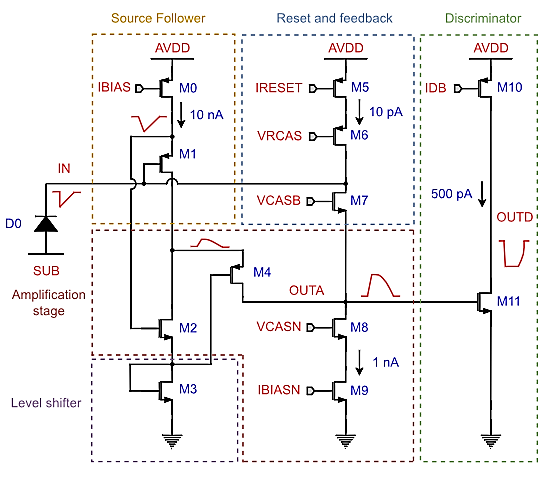 Source Follower
Reset and feedback
Discriminator
AVDD
AVDD
AVDD
IBIAS
M0
IRESET
M5
IDB
M10
10 nA
10 pA
VRCAS
M6
M1
IN
VCASB
M7
500 pA
D0
OUTD
SUB
M4
Amplification
stage
OUTA
M11
M2
VCASN
M8
1 nA
M3
IBIASN
M9
Level shifter